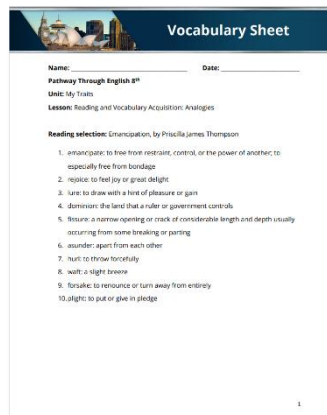 Vocabulary Sheet
Name: ________________________ Date: ________________
Pathway Through English 8th
Unit: My Traits
Lesson: Reading and Vocabulary Acquisition: Analogies
Reading selection: Emancipation, by Priscilla James Thompson
1. emancipate: to free from restraint, control, or the power of another; to
especially free from bondage
2. rejoice: to feel joy or great delight
3. lure: to draw with a hint of pleasure or gain
4. dominion: the land that a ruler or government controls
5. fissure: a narrow opening or crack of considerable length and depth usually
occurring from some breaking or parting
6. asunder: apart from each other
7. hurl: to throw forcefully
8. waft: a slight breeze
9. forsake: to renounce or turn away from entirely
10. plight: to put or give in pledge
1